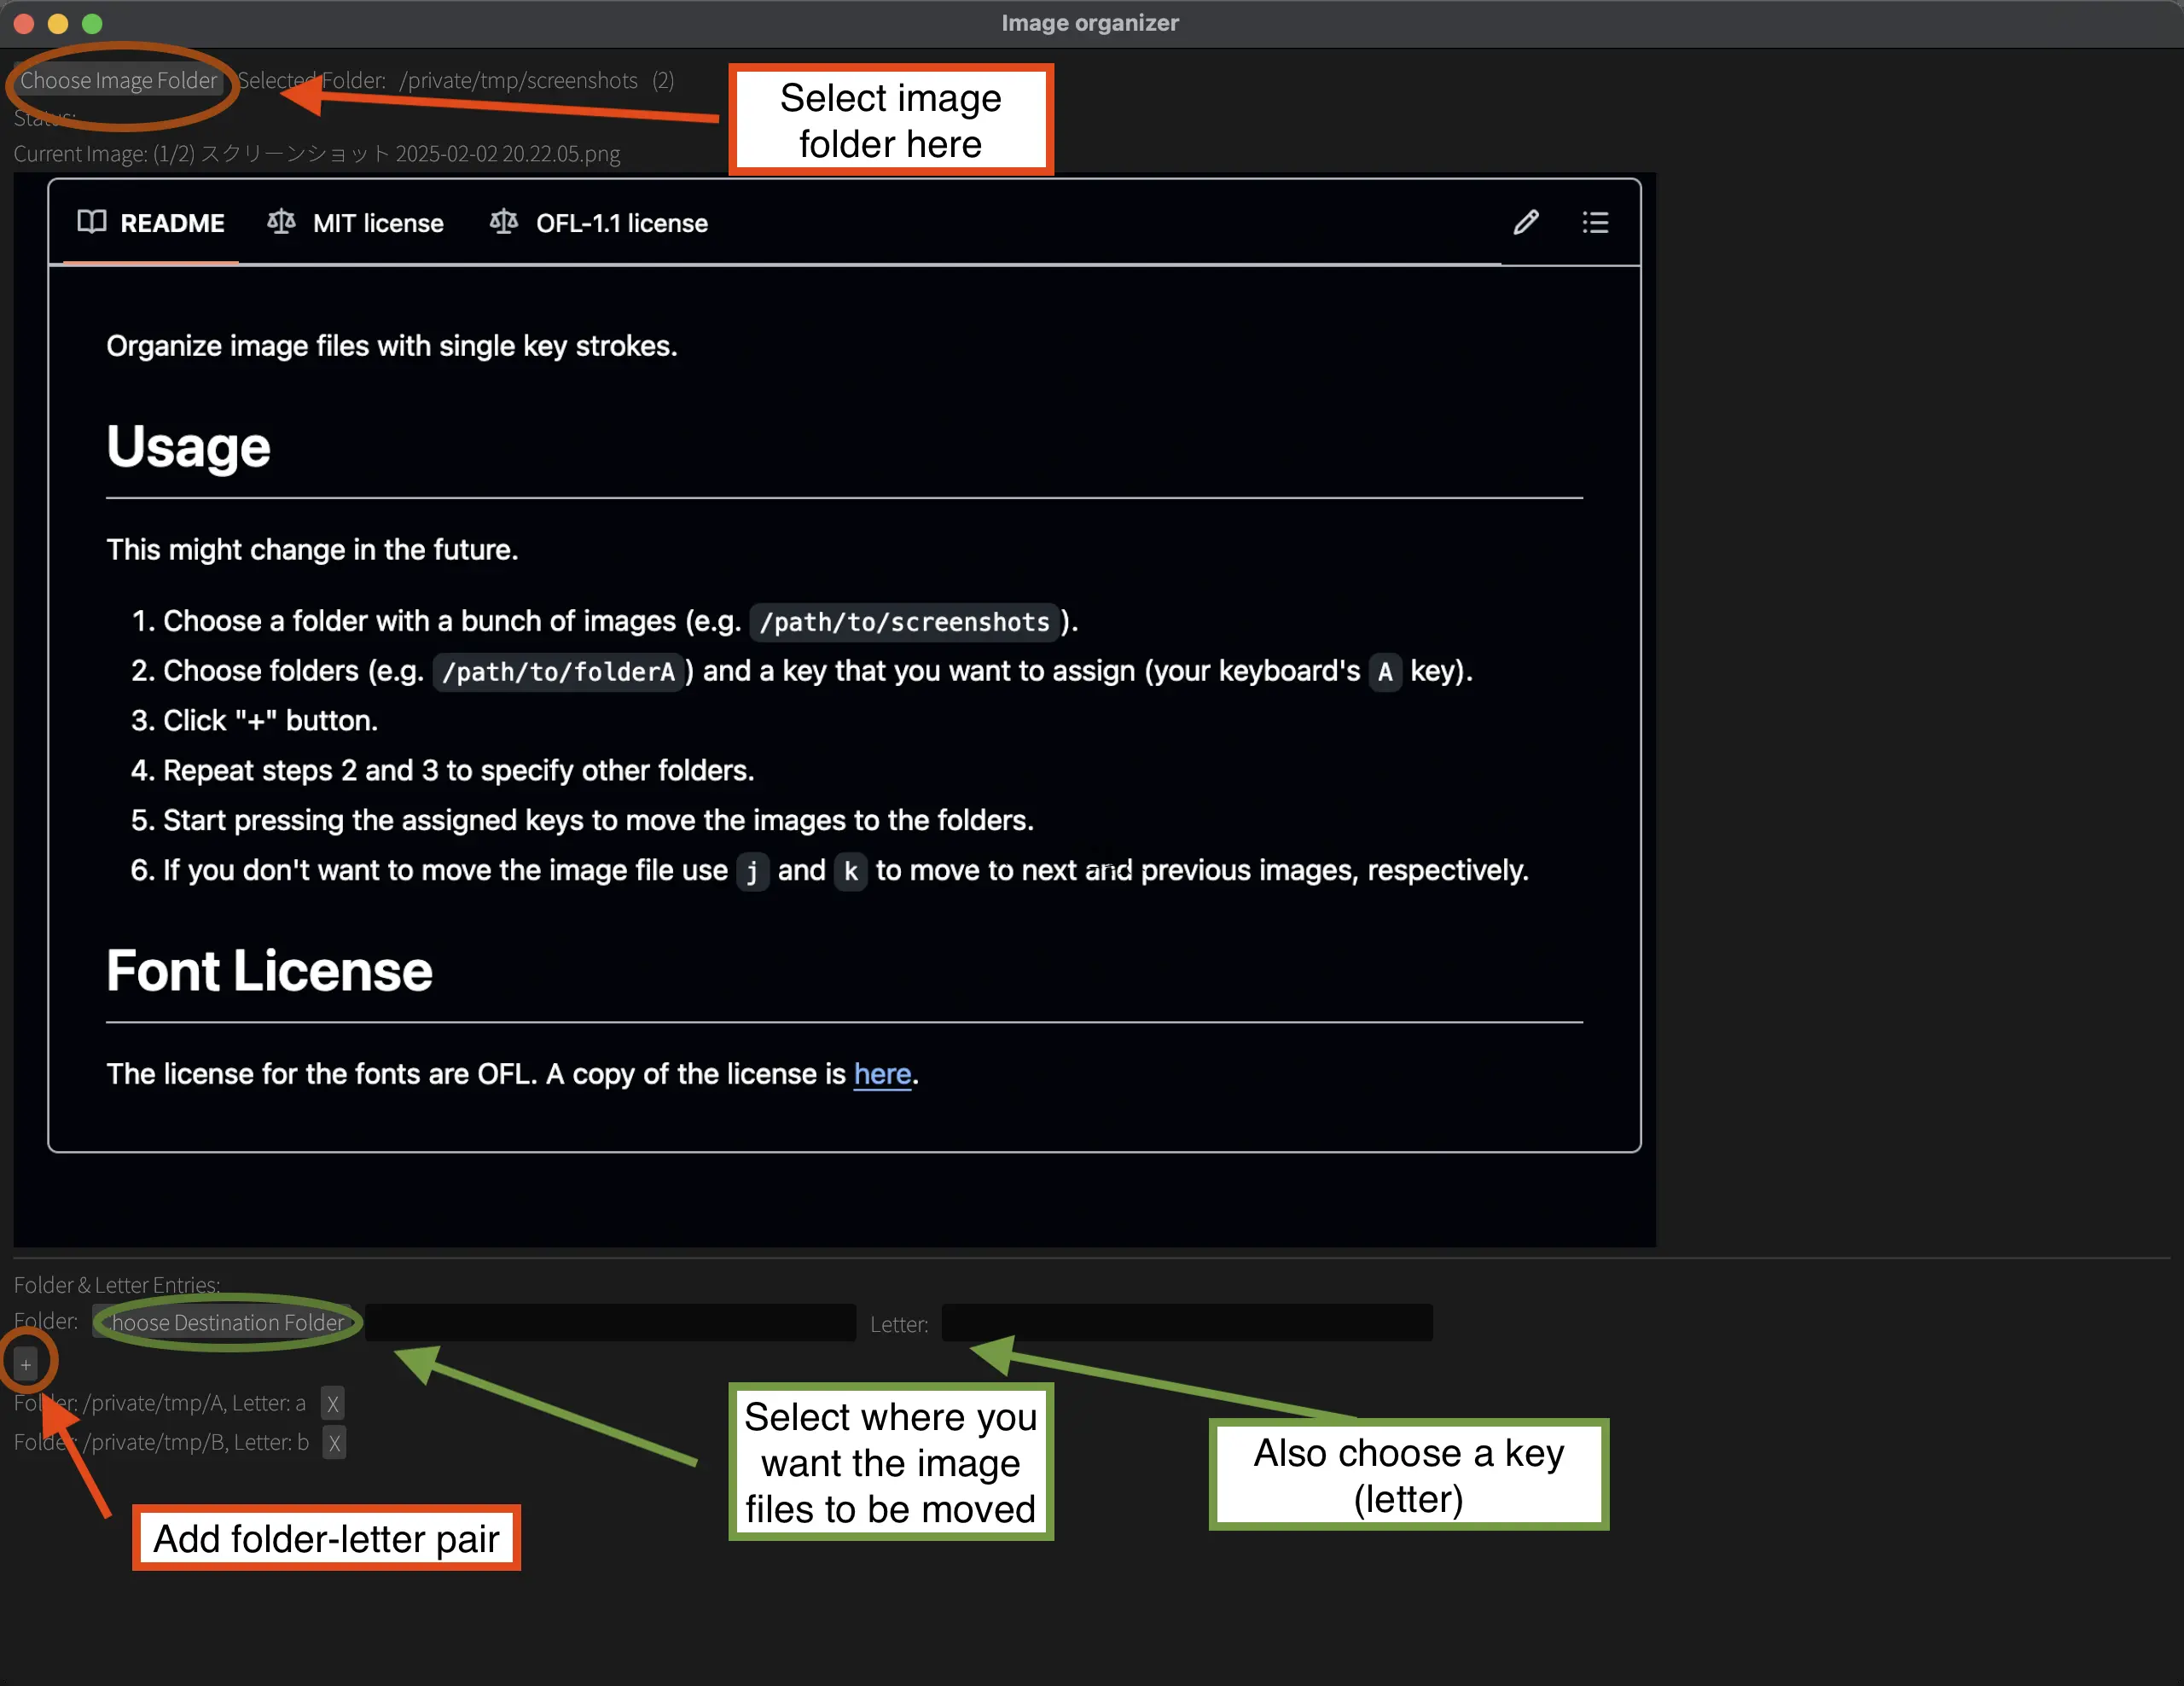 Image organizer
Choose Image Folder Selected Folder: /private/tmp/screenshots (2)
Select image
folder here
Status:
Current Image: (1/2) スクリーンショット 2025-02-02 20.22.05.png
README MIT license OFL-1.1 license
Organize image files with single key strokes.
Usage
This might change in the future.
1. Choose a folder with a bunch of images (e.g. /path/to/screenshots).
2. Choose folders (e.g. /path/to/folderA) and a key that you want to assign (your keyboard's A key).
3. Click "+" button.
4. Repeat steps 2 and 3 to specify other folders.
5. Start pressing the assigned keys to move the images to the folders.
6. If you don't want to move the image file use j and k to move to next and previous images, respectively.
Font License
The license for the fonts are OFL. A copy of the license is here.
Folder & Letter Entries:
Folder: Choose Destination Folder Letter:
+
Folder: /private/tmp/A, Letter: a X
Folder: /private/tmp/B, Letter: b X
Select where you
want the image
files to be moved
Also choose a key
(letter)
Add folder-letter pair